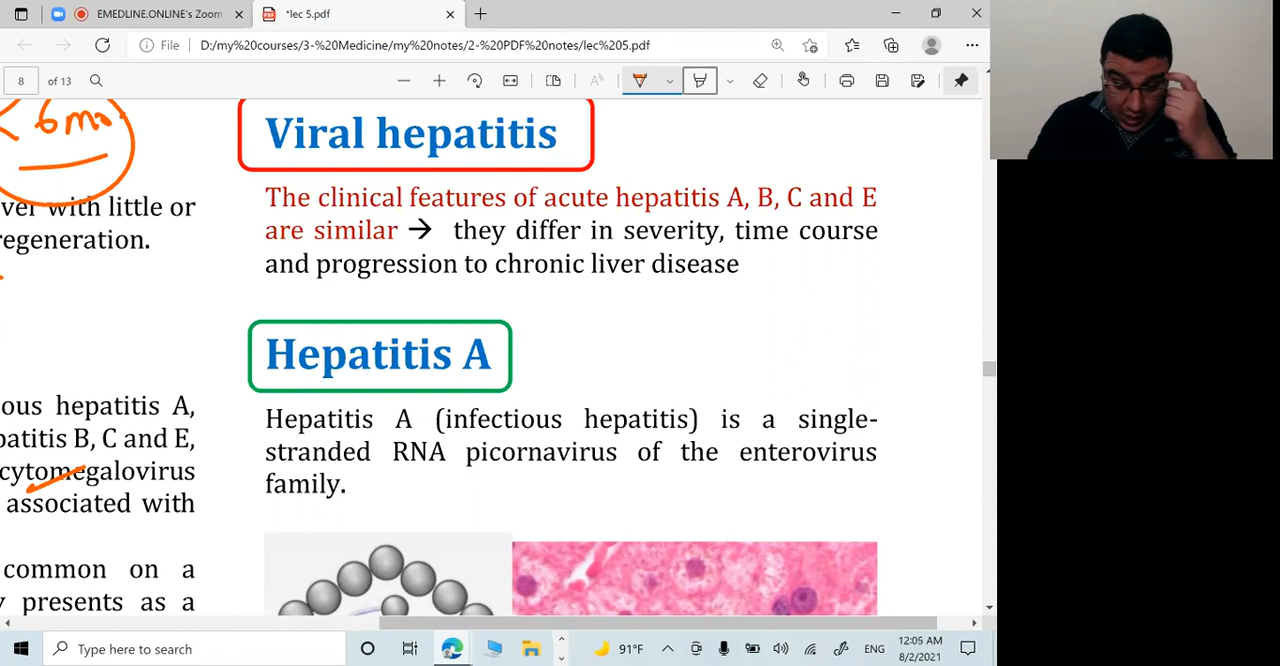 EMEDLINE.ONLINE's Zoom
*lec 5.pdf
File
D:/my%20courses/3-%20Medicine/my%20notes/2-%20PDF%20notes/lec%205.pdf
8 of 13
< 6 mo
ver with little or
regeneration.
ous hepatitis A,
patitis B, C and E,
cytomegalovirus
associated with
common on a
y presents as a
Viral hepatitis
The clinical features of acute hepatitis A, B, C and E
are similar → they differ in severity, time course
and progression to chronic liver disease
Hepatitis A
Hepatitis A (infectious hepatitis) is a single-
stranded RNA picornavirus of the enterovirus
family.
Type here to search
91°F
ENG
12:05 AM
8/2/2021